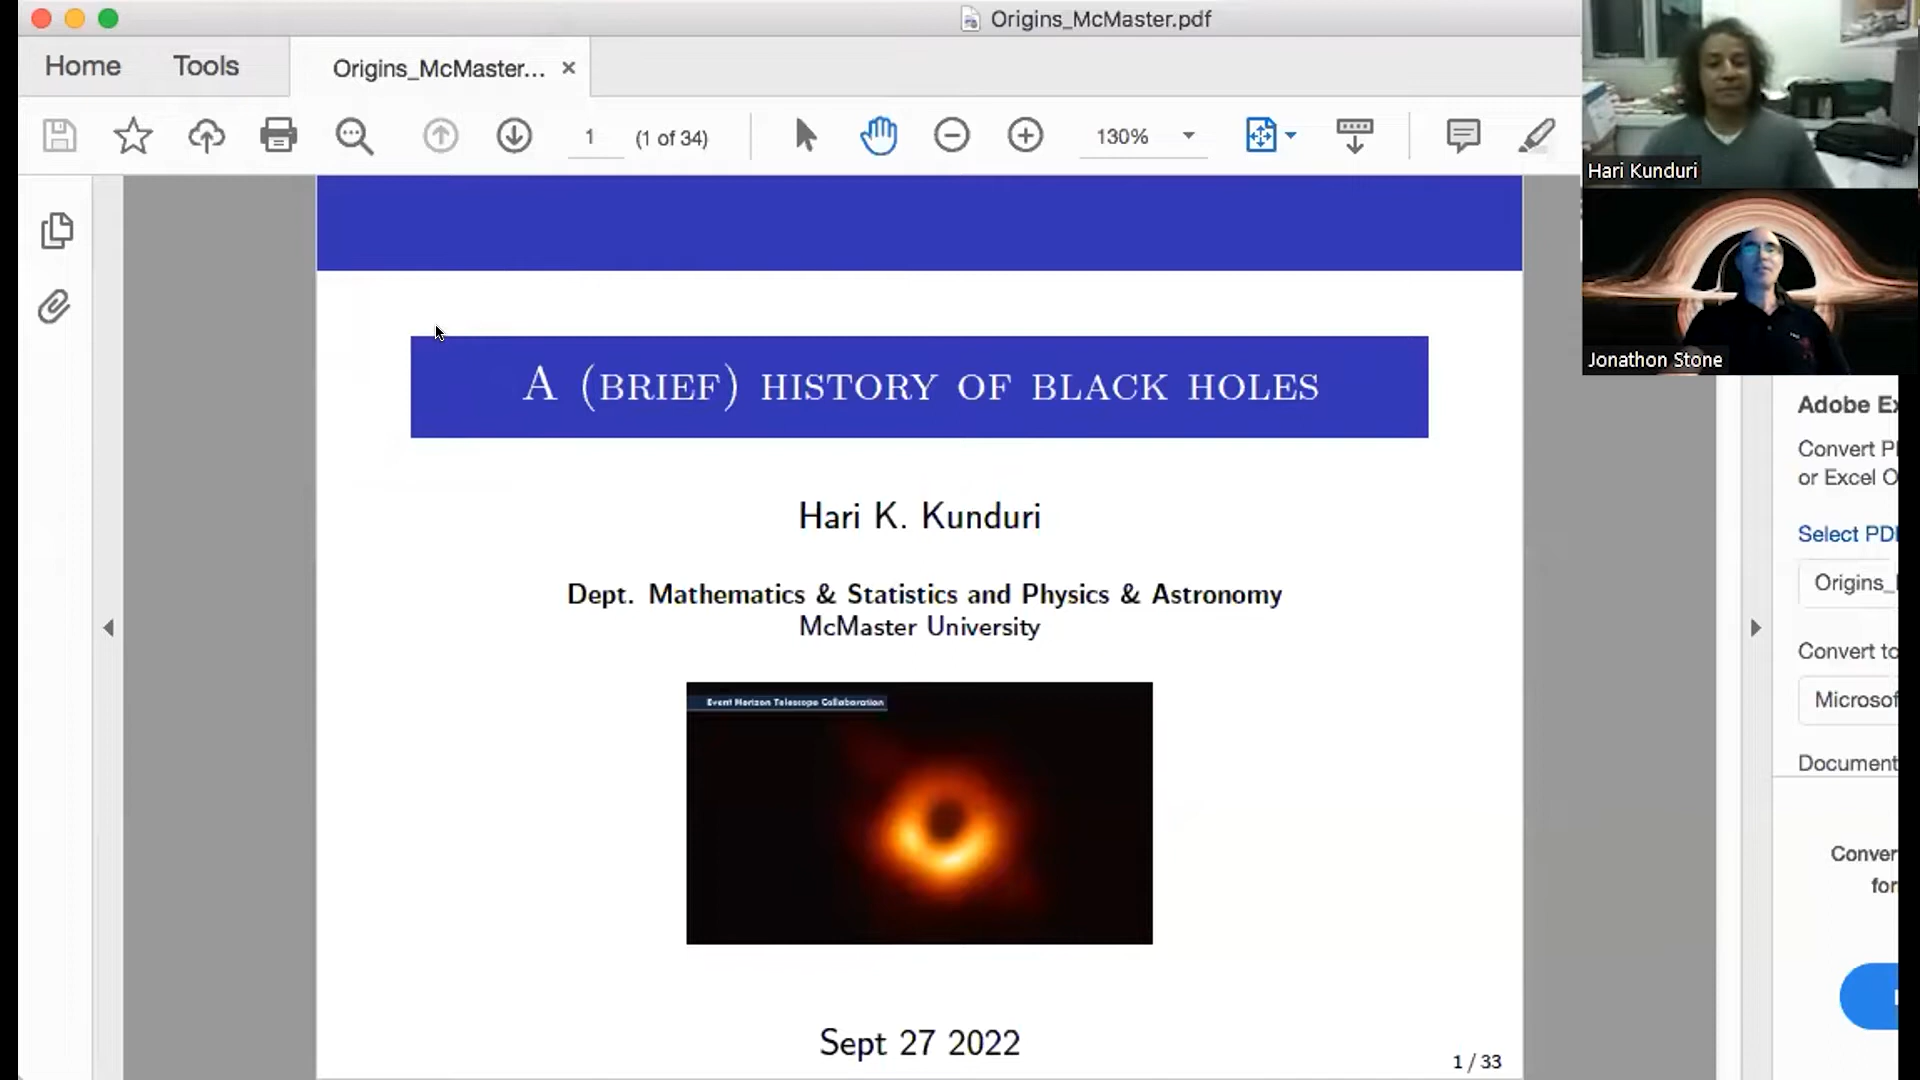 Origins_McMaster.pdf
Home
Tools
Origins_McMaster...
1
(1 of 34)
130%
Hari Kunduri
Jonathon Stone
A (BRIEF) HISTORY OF BLACK HOLES
Hari K. Kunduri
Dept. Mathematics & Statistics and Physics & Astronomy
McMaster University
Event Horizon Telescope Collaboration
Sept 27 2022
1 / 33
Adobe Ex
Convert P
or Excel O
Select PD
Origins_
Convert to
Microsof
Document
Conver
for